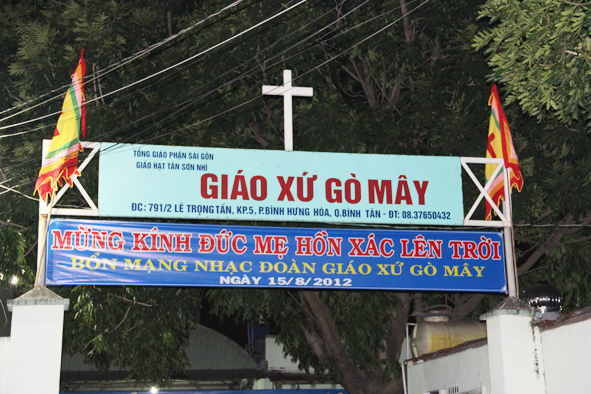 TỔNG GIÁO PHẬN SÀI GÒN
GIÁO HẠT TÂN SƠN NHÌ
GIÁO XỨ GÒ MÂY
ĐC: 791/2 LÊ TRỌNG TẤN, KP.5, P.BÌNH HƯNG HÒA, Q.BÌNH TÂN - ĐT: 08.37650432
MỪNG KÍNH ĐỨC MẸ HỒN XÁC LÊN TRỜI
BỔN MẠNG NHẠC ĐOÀN GIÁO XỨ GÒ MÂY
NGÀY 15/8/2012